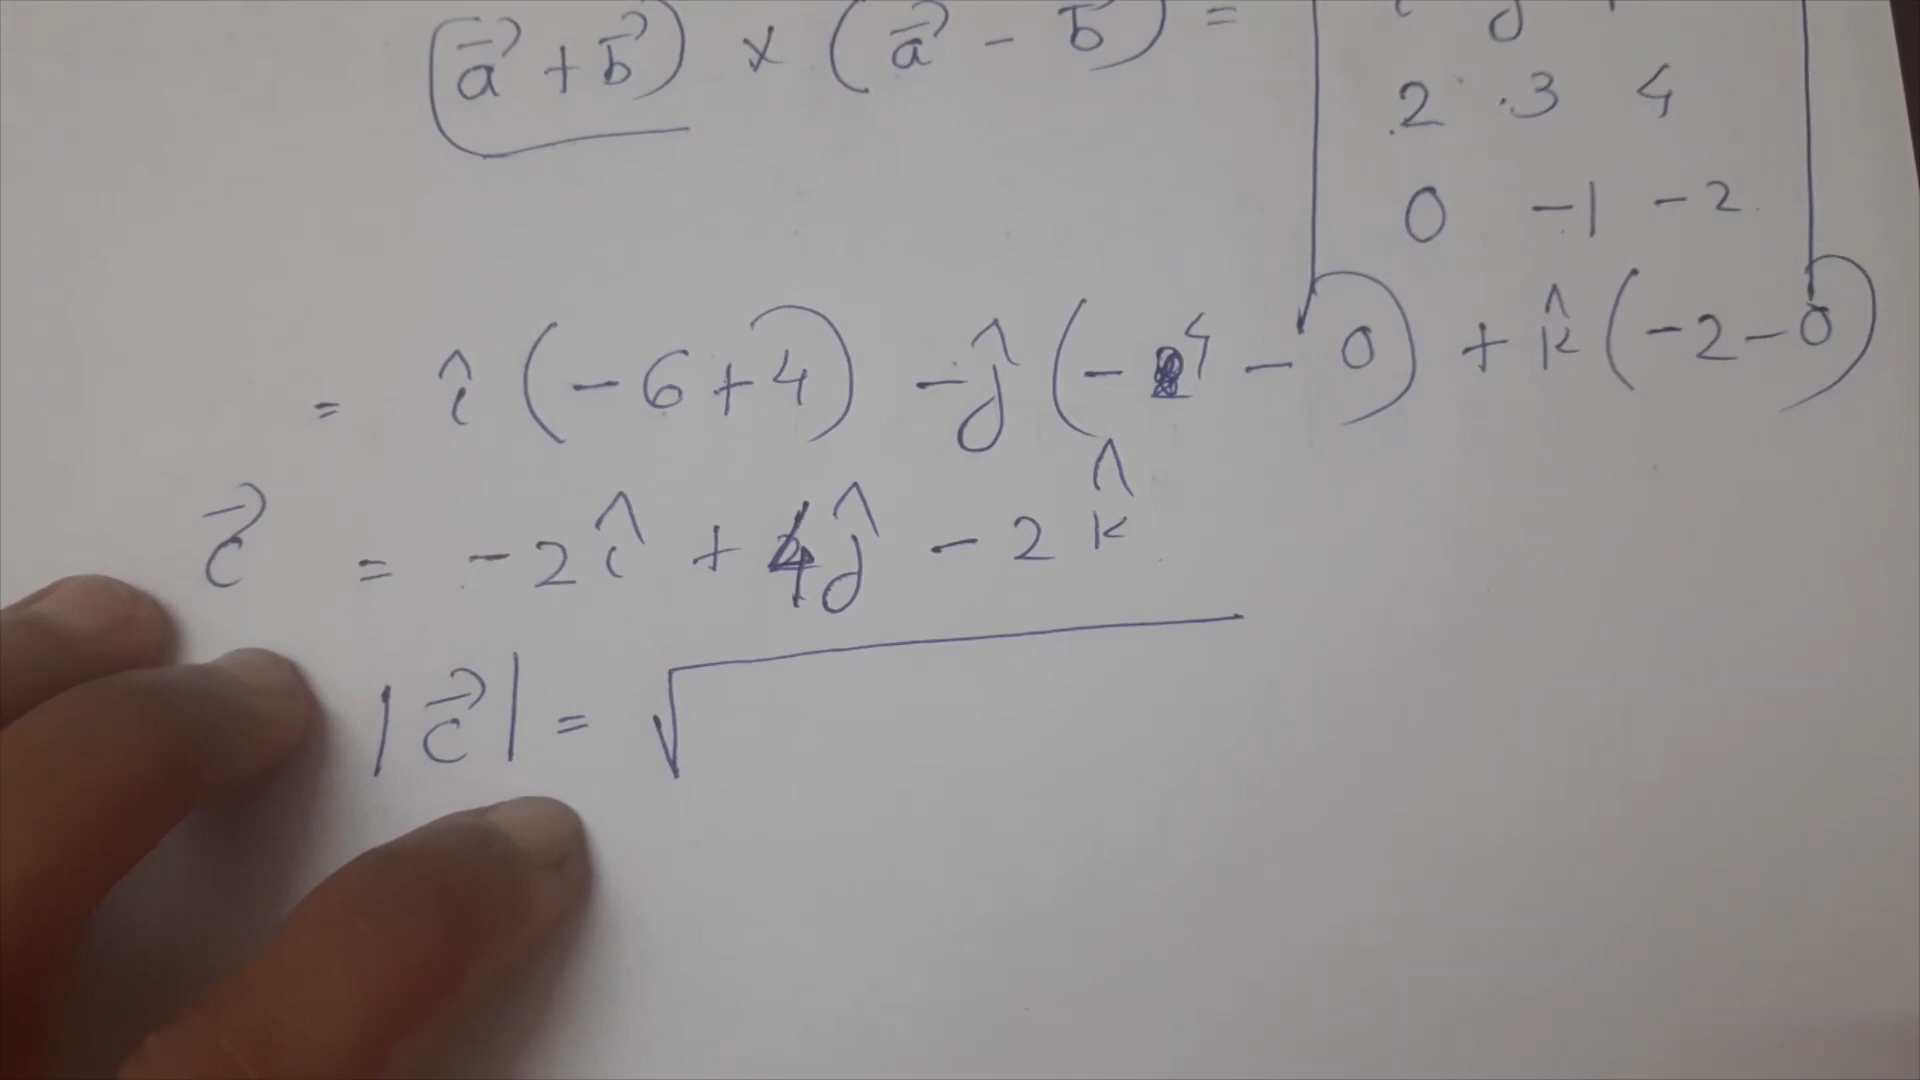 (a⃗ + b⃗) × (a⃗ − b⃗) =
2 3 4
0 −1 −2
= î (−6+4) −ĵ (−4 − 0) + k̂ (−2−0)
c⃗ = −2î + 4ĵ − 2k̂
|c⃗| = √